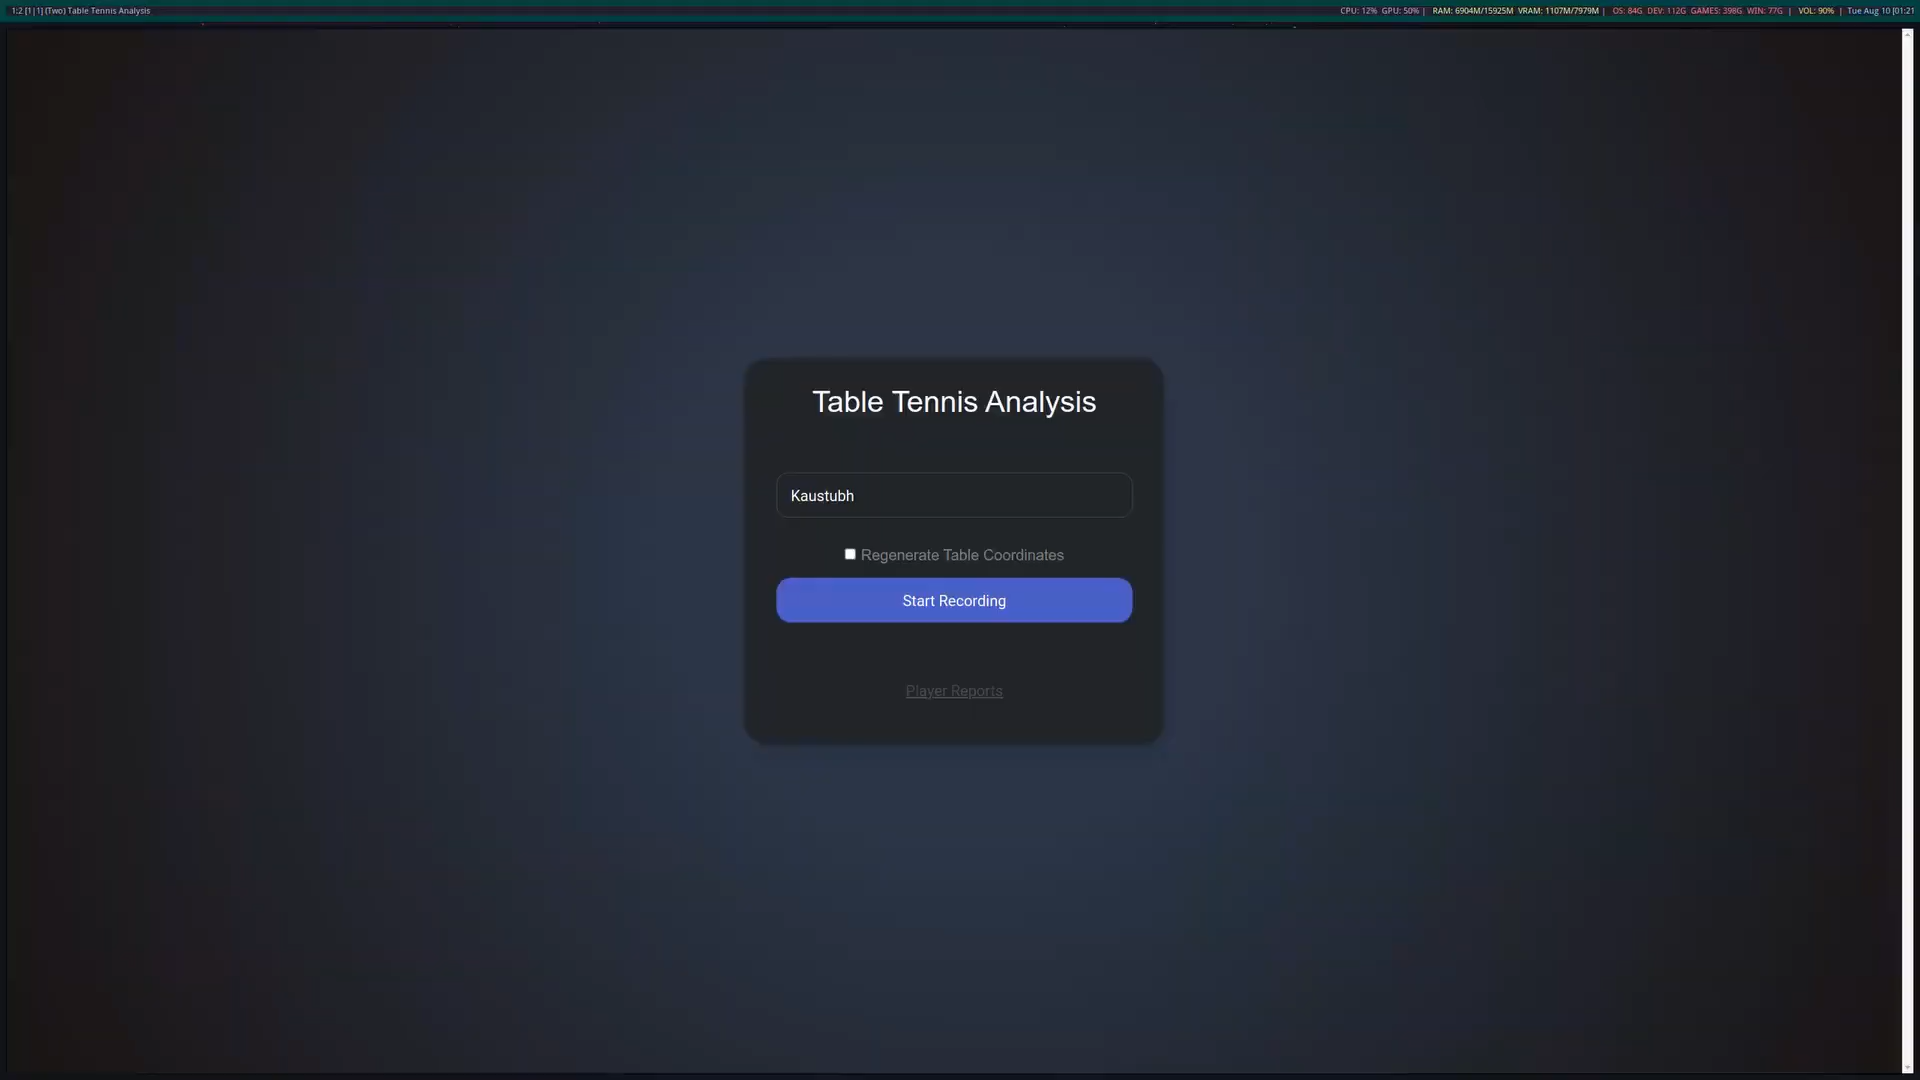 1:2 [1|1] (Two) Table Tennis Analysis
CPU: 12% GPU: 50% | RAM: 6904M/15925M VRAM: 1107M/7979M | OS: 84G DEV: 112G GAMES: 398G WIN: 77G | VOL: 90% | Tue Aug 10 [01:21
Table Tennis Analysis
Kaustubh
Regenerate Table Coordinates
Start Recording
Player Reports